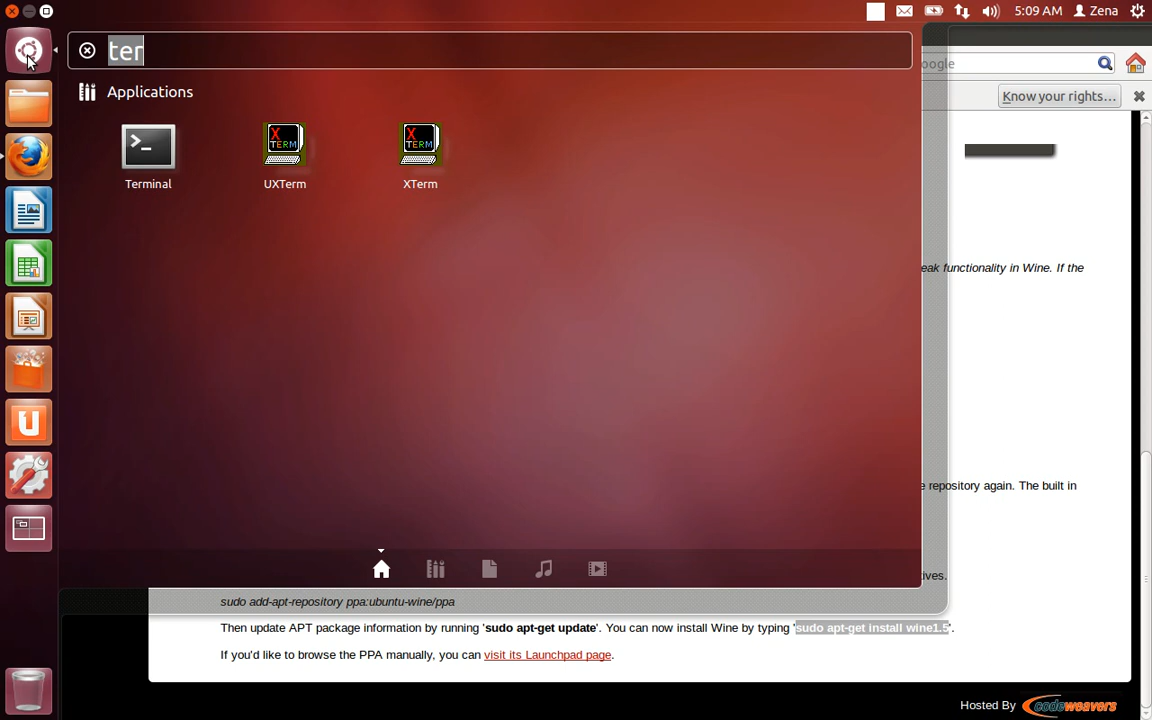 5:09 AM Zena
ter
oogle
Applications
Know your rights...
X
TERM
X
TERM
Terminal
UXTerm
XTerm
eak functionality in Wine. If the
e repository again. The built in
ives.
sudo add-apt-repository ppa:ubuntu-wine/ppa
Then update APT package information by running 'sudo apt-get update'. You can now install Wine by typing 'sudo apt-get install wine1.5'.
If you'd like to browse the PPA manually, you can visit its Launchpad page.
Hosted By codeweavers